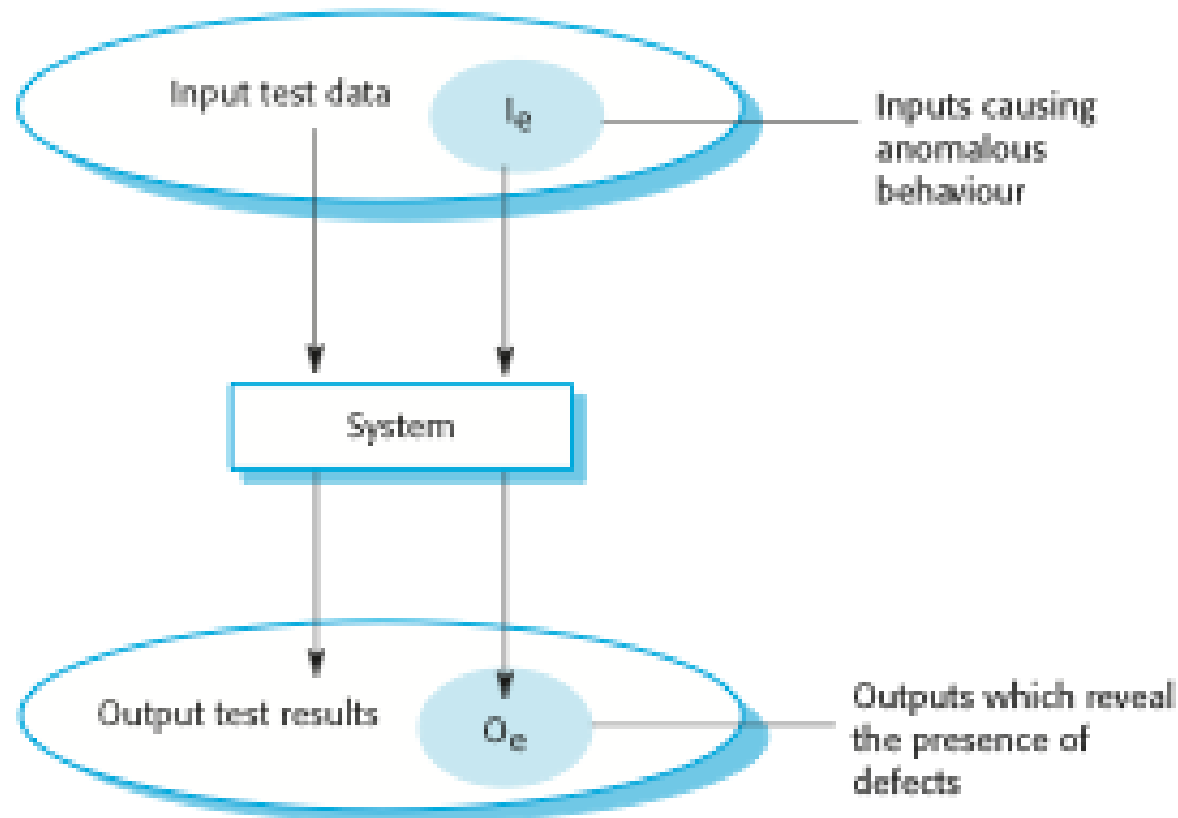 Input test data
Ie
Inputs causing
anomalous
behaviour
System
Output test results
Oe
Outputs which reveal
the presence of
defects